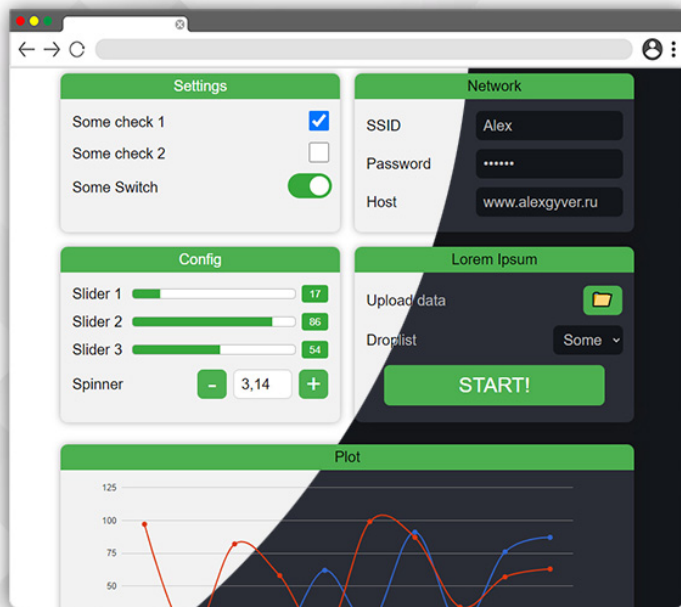 Settings
Some check 1
Some check 2
Some Switch
Network
SSID Alex
Password ••••••
Host www.alexgyver.ru
Config
Slider 1 17
Slider 2 86
Slider 3 54
Spinner - 3,14 +
Lorem Ipsum
Upload data
Droplist Some
START!
Plot
125
100
75
50